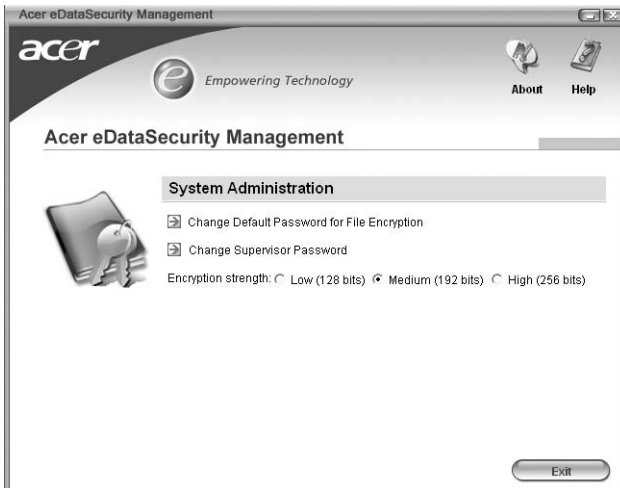 Acer eDataSecurity Management
acer
e Empowering Technology
About Help
Acer eDataSecurity Management
System Administration
Change Default Password for File Encryption
Change Supervisor Password
Encryption strength: Low (128 bits) Medium (192 bits) High (256 bits)
Exit